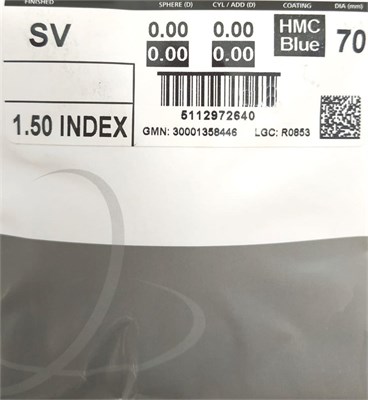 FINISHED SPHERE (D) CYL / ADD (D) COATING DIA (mm)
SV 0.00 0.00 HMC Blue 70
0.00 0.00
5112972640
1.50 INDEX GMN: 30001358446 LGC: R0853